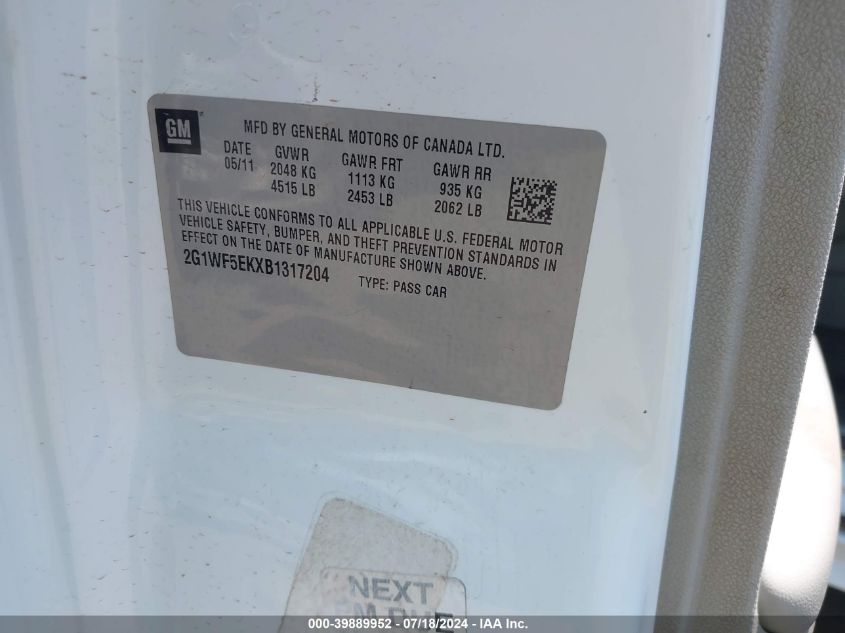 GM
MFD BY GENERAL MOTORS OF CANADA LTD.
DATE GVWR GAWR FRT GAWR RR
05/11 2048 KG 1113 KG 935 KG
4515 LB 2453 LB 2062 LB
THIS VEHICLE CONFORMS TO ALL APPLICABLE U.S. FEDERAL MOTOR
VEHICLE SAFETY, BUMPER, AND THEFT PREVENTION STANDARDS IN
EFFECT ON THE DATE OF MANUFACTURE SHOWN ABOVE.
2G1WF5EKXB1317204 TYPE: PASS CAR
NEXT
000-39889952 - 07/18/2024 - IAA Inc.